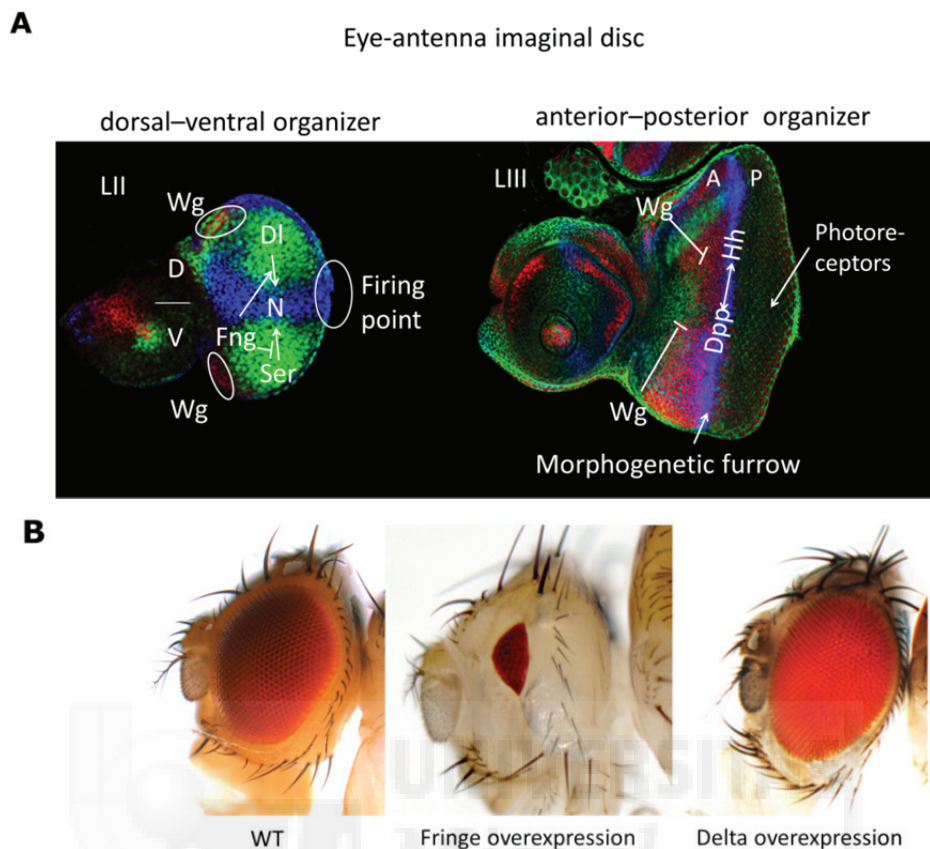 A
Eye-antenna imaginal disc
dorsal–ventral organizer
anterior–posterior organizer
LII
Wg
Dl
D
N
V
Fng
Ser
Wg
Firing
point
LIII
A
P
Wg
Hh
Dpp
Photore-
ceptors
Wg
Morphogenetic furrow
B
WT
Fringe overexpression
Delta overexpression